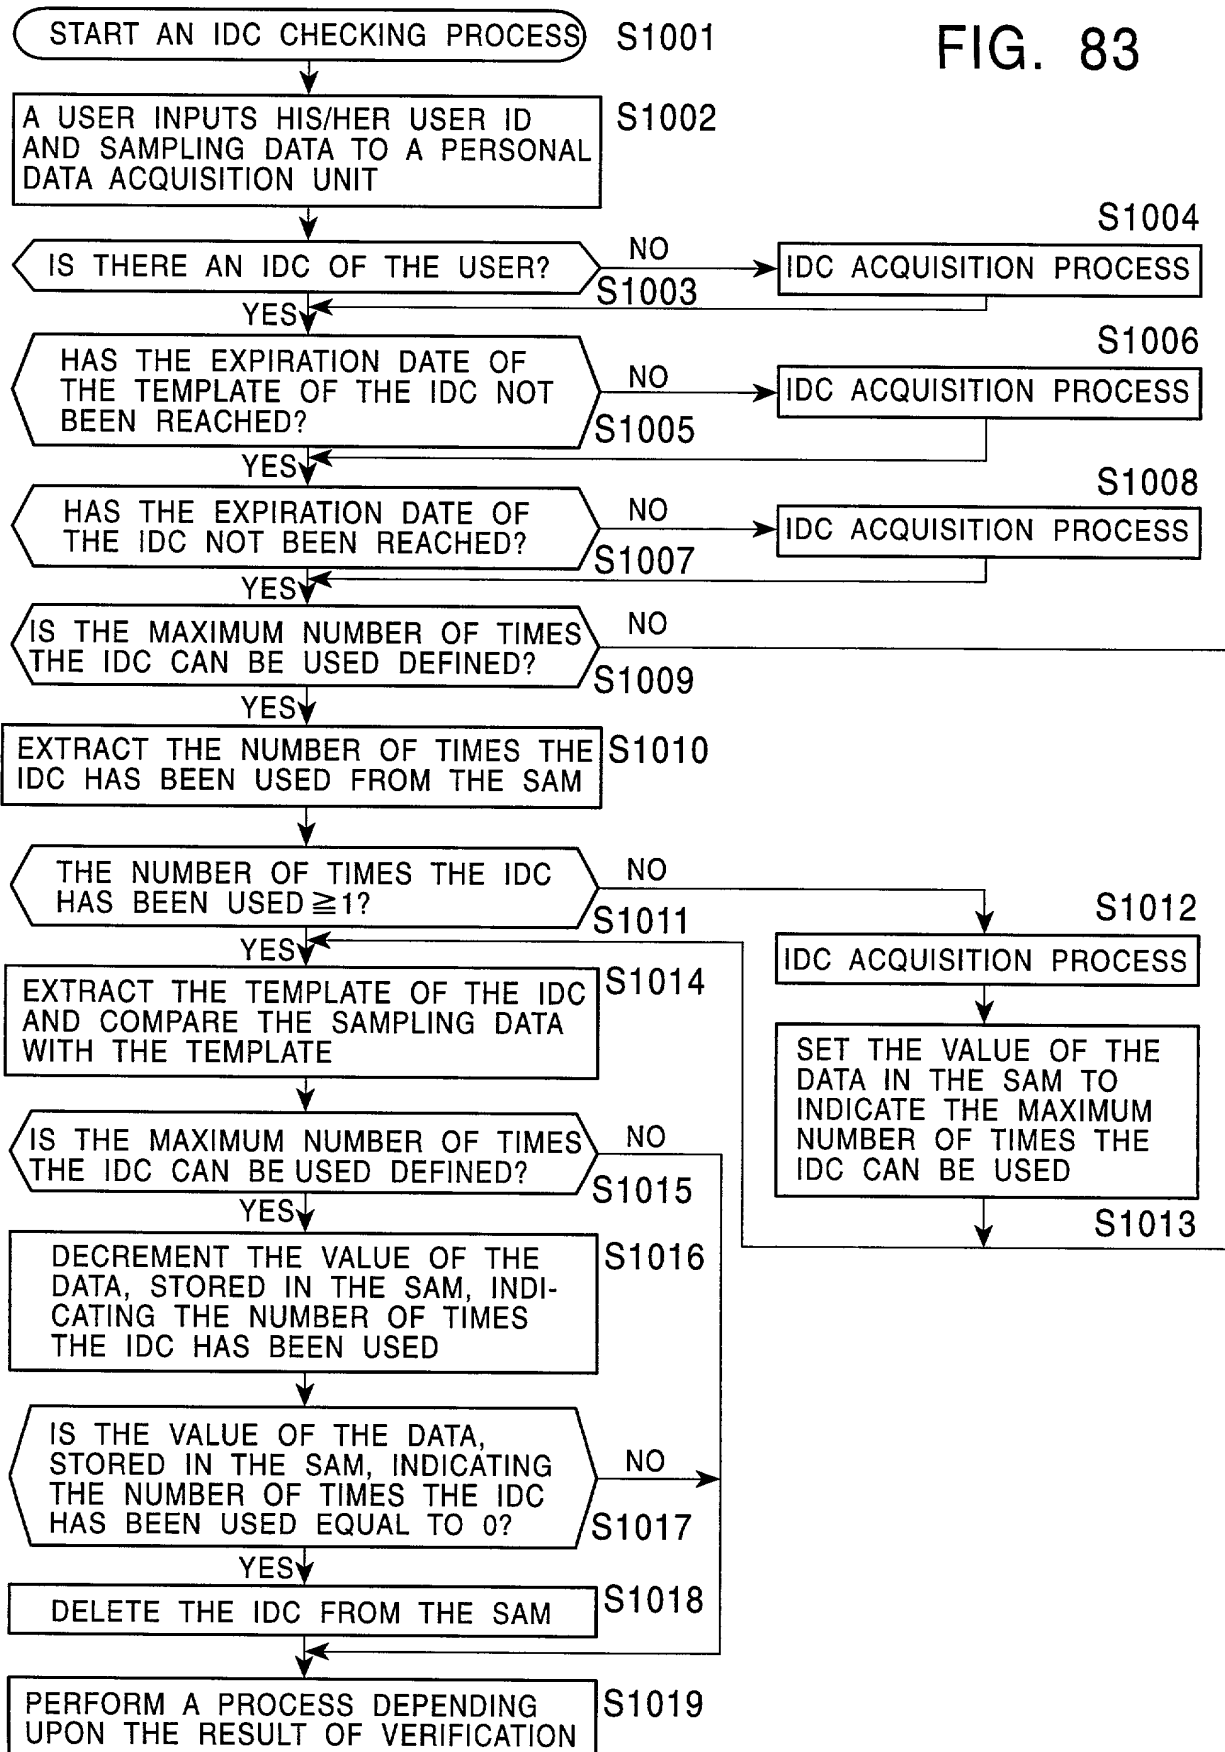 FIG. 83
START AN IDC CHECKING PROCESS
S1001
A USER INPUTS HIS/HER USER ID
AND SAMPLING DATA TO A PERSONAL
DATA ACQUISITION UNIT
S1002
IS THERE AN IDC OF THE USER?
NO
S1003
YES
S1004
IDC ACQUISITION PROCESS
HAS THE EXPIRATION DATE OF
THE TEMPLATE OF THE IDC NOT
BEEN REACHED?
NO
S1005
YES
S1006
IDC ACQUISITION PROCESS
HAS THE EXPIRATION DATE OF
THE IDC NOT BEEN REACHED?
NO
S1007
YES
S1008
IDC ACQUISITION PROCESS
IS THE MAXIMUM NUMBER OF TIMES
THE IDC CAN BE USED DEFINED?
NO
S1009
YES
EXTRACT THE NUMBER OF TIMES THE
IDC HAS BEEN USED FROM THE SAM
S1010
THE NUMBER OF TIMES THE IDC
HAS BEEN USED ≧1?
NO
S1011
YES
S1012
IDC ACQUISITION PROCESS
SET THE VALUE OF THE
DATA IN THE SAM TO
INDICATE THE MAXIMUM
NUMBER OF TIMES THE
IDC CAN BE USED
S1013
EXTRACT THE TEMPLATE OF THE IDC
AND COMPARE THE SAMPLING DATA
WITH THE TEMPLATE
S1014
IS THE MAXIMUM NUMBER OF TIMES
THE IDC CAN BE USED DEFINED?
NO
S1015
YES
DECREMENT THE VALUE OF THE
DATA, STORED IN THE SAM, INDI-
CATING THE NUMBER OF TIMES
THE IDC HAS BEEN USED
S1016
IS THE VALUE OF THE DATA,
STORED IN THE SAM, INDICATING
THE NUMBER OF TIMES THE IDC
HAS BEEN USED EQUAL TO 0?
NO
S1017
YES
DELETE THE IDC FROM THE SAM
S1018
PERFORM A PROCESS DEPENDING
UPON THE RESULT OF VERIFICATION
S1019